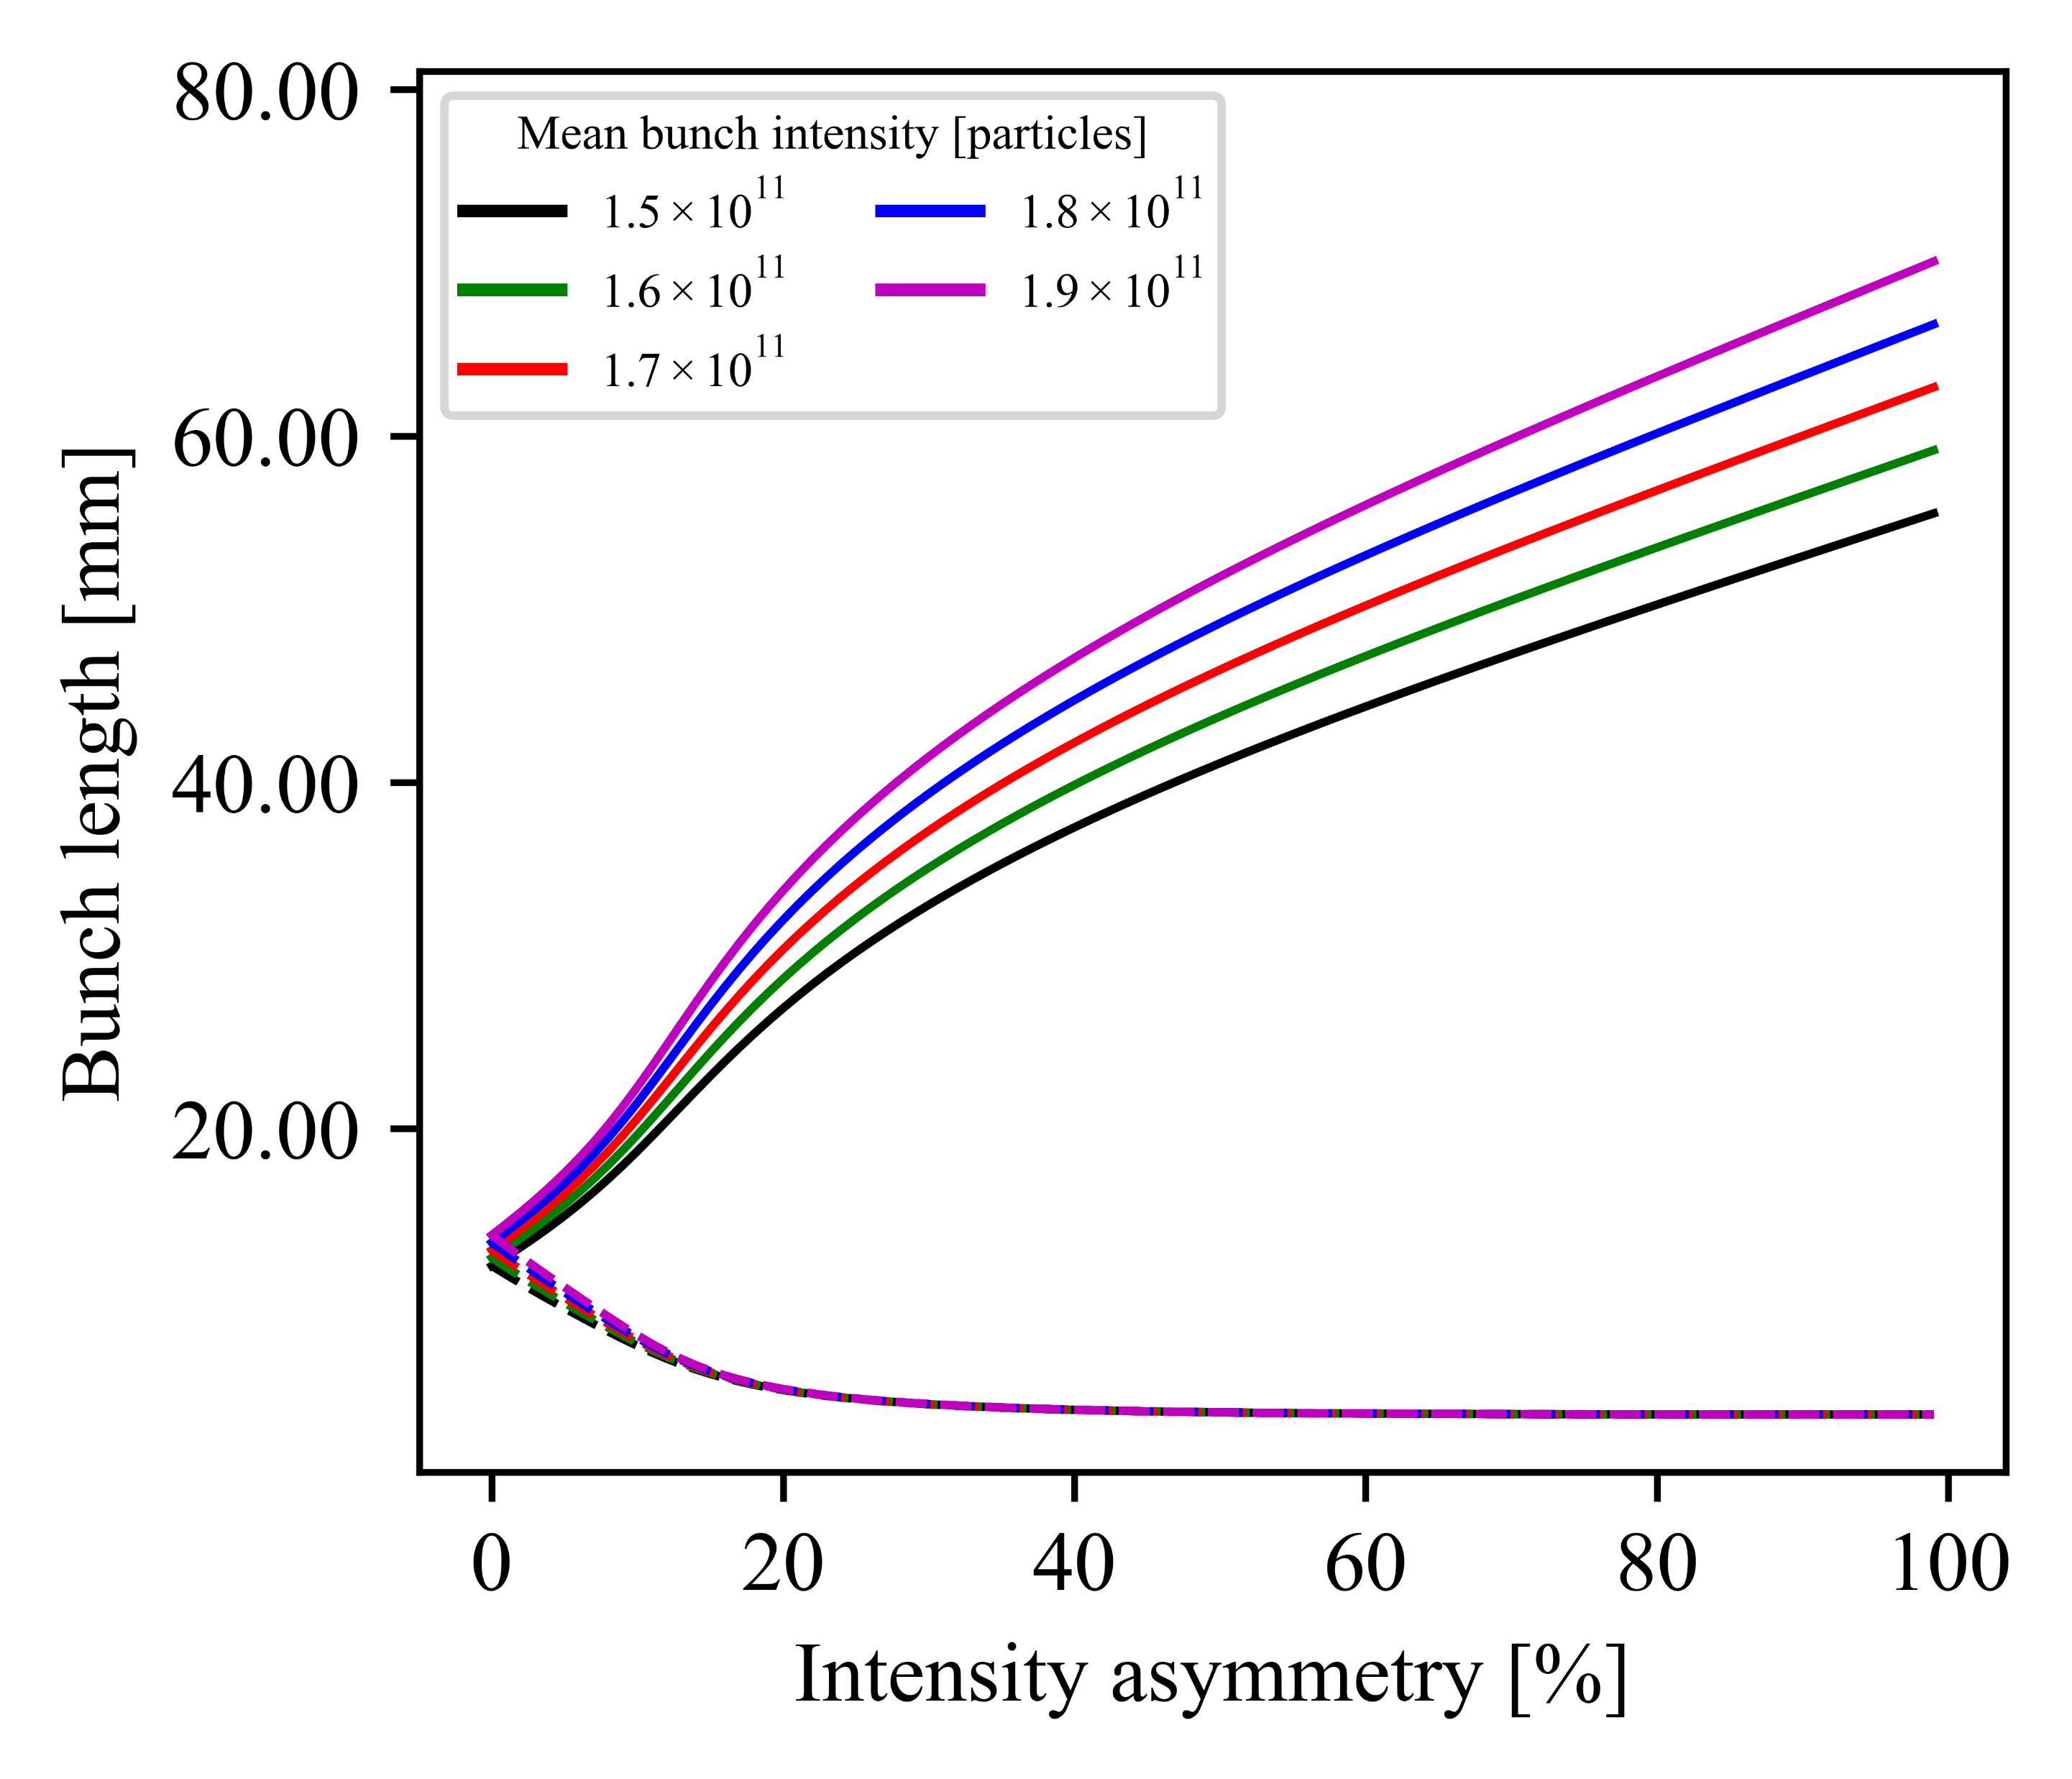 80.00
60.00
40.00
20.00
Bunch length [mm]
Mean bunch intensity [particles]
1.5 × 10¹¹
1.6 × 10¹¹
1.7 × 10¹¹
1.8 × 10¹¹
1.9 × 10¹¹
0 20 40 60 80 100
Intensity asymmetry [%]